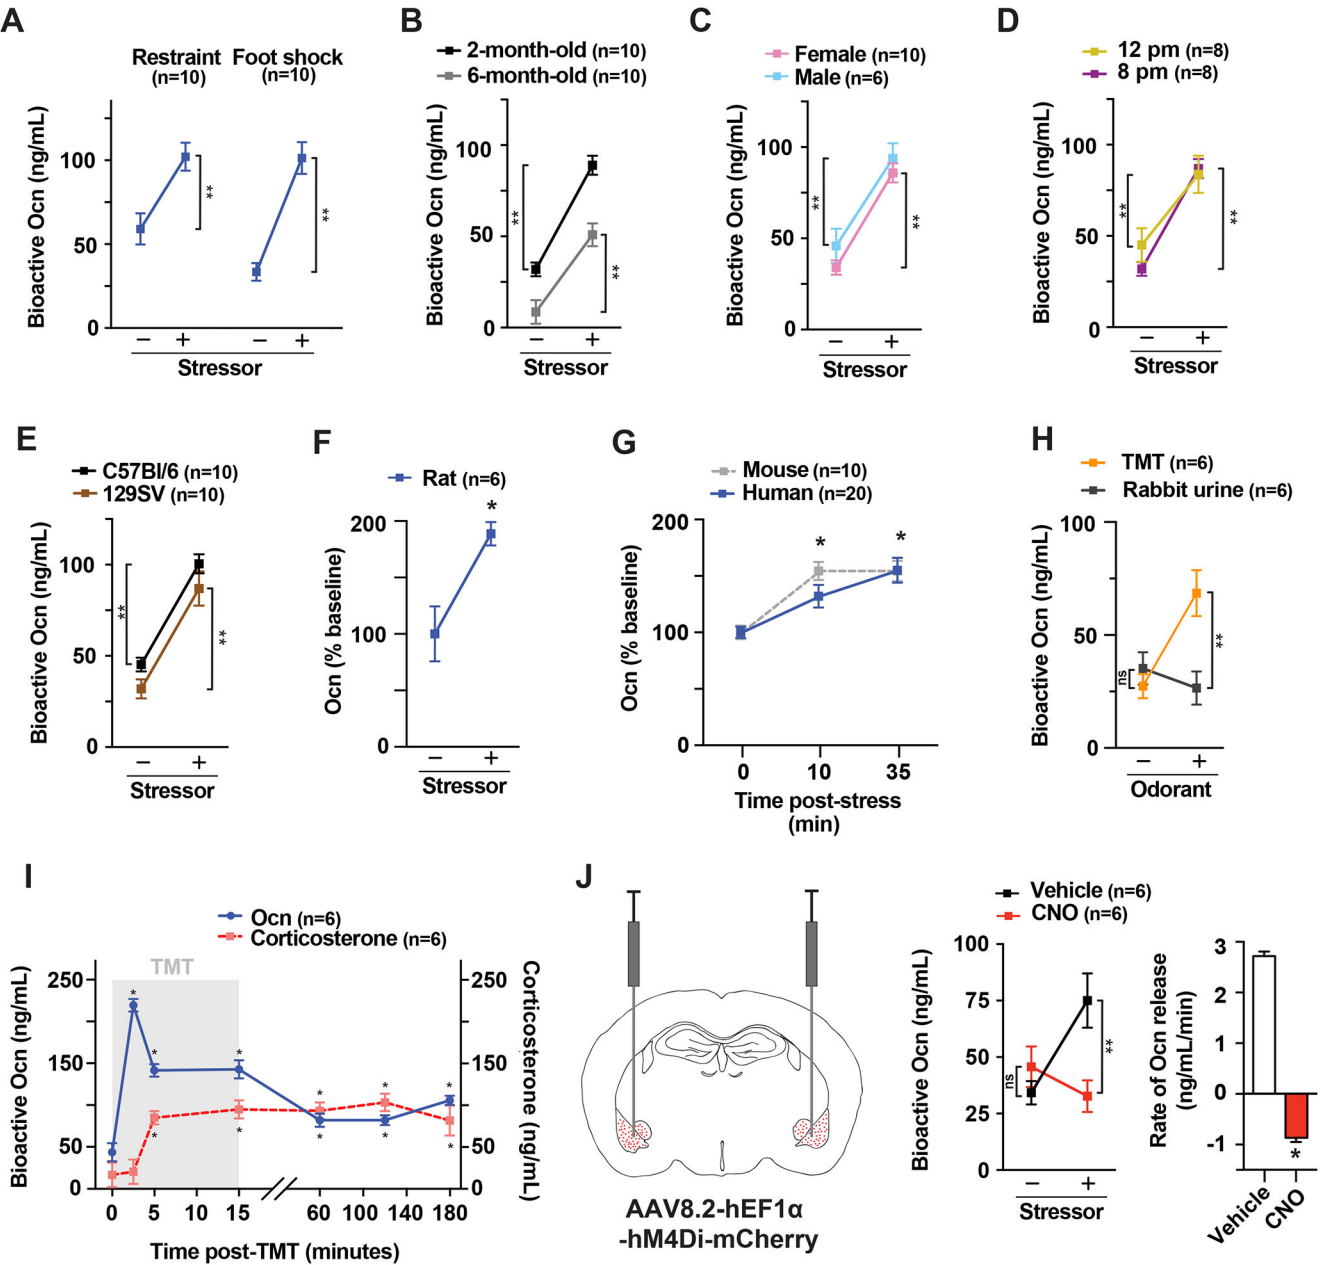 A
Restraint
(n=10)
Foot shock
(n=10)
Bioactive Ocn (ng/mL)
100
50
0
**
**
− + − +
Stressor
B
2-month-old (n=10)
6-month-old (n=10)
Bioactive Ocn (ng/mL)
100
50
0
**
**
− +
Stressor
C
Female (n=10)
Male (n=6)
Bioactive Ocn (ng/mL)
100
50
0
**
**
− +
Stressor
D
12 pm (n=8)
8 pm (n=8)
Bioactive Ocn (ng/mL)
100
50
0
**
**
− +
Stressor
E
C57Bl/6 (n=10)
129SV (n=10)
Bioactive Ocn (ng/mL)
100
50
0
**
**
− +
Stressor
F
Rat (n=6)
Ocn (% baseline)
200
100
0
*
− +
Stressor
G
Mouse (n=10)
Human (n=20)
Ocn (% baseline)
200
100
0
* *
0 10 35
Time post-stress
(min)
H
TMT (n=6)
Rabbit urine (n=6)
Bioactive Ocn (ng/mL)
100
50
0
ns
**
− +
Odorant
I
Ocn (n=6)
Corticosterone (n=6)
TMT
Bioactive Ocn (ng/mL)
250
150
50
0
* * * * * * * * * * *
250
150
50
0
Corticosterone (ng/mL)
0 5 10 15 60 100 140 180
Time post-TMT (minutes)
J
AAV8.2-hEF1α
-hM4Di-mCherry
Vehicle (n=6)
CNO (n=6)
Bioactive Ocn (ng/mL)
100
75
50
25
0
ns
**
− +
Stressor
Rate of Ocn release
(ng/mL/min)
3
2
1
0
-1
*
Vehicle
CNO